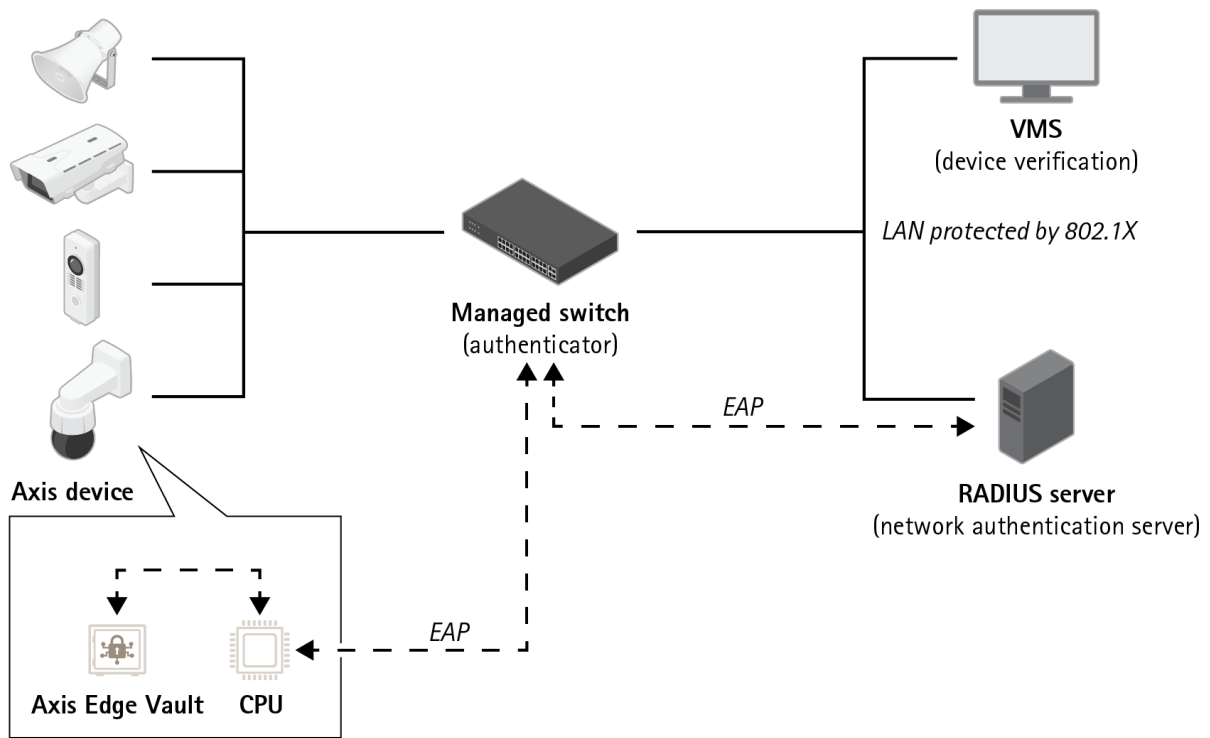 VMS
(device verification)
LAN protected by 802.1X
Managed switch
(authenticator)
EAP
Axis device
RADIUS server
(network authentication server)
EAP
Axis Edge Vault
CPU